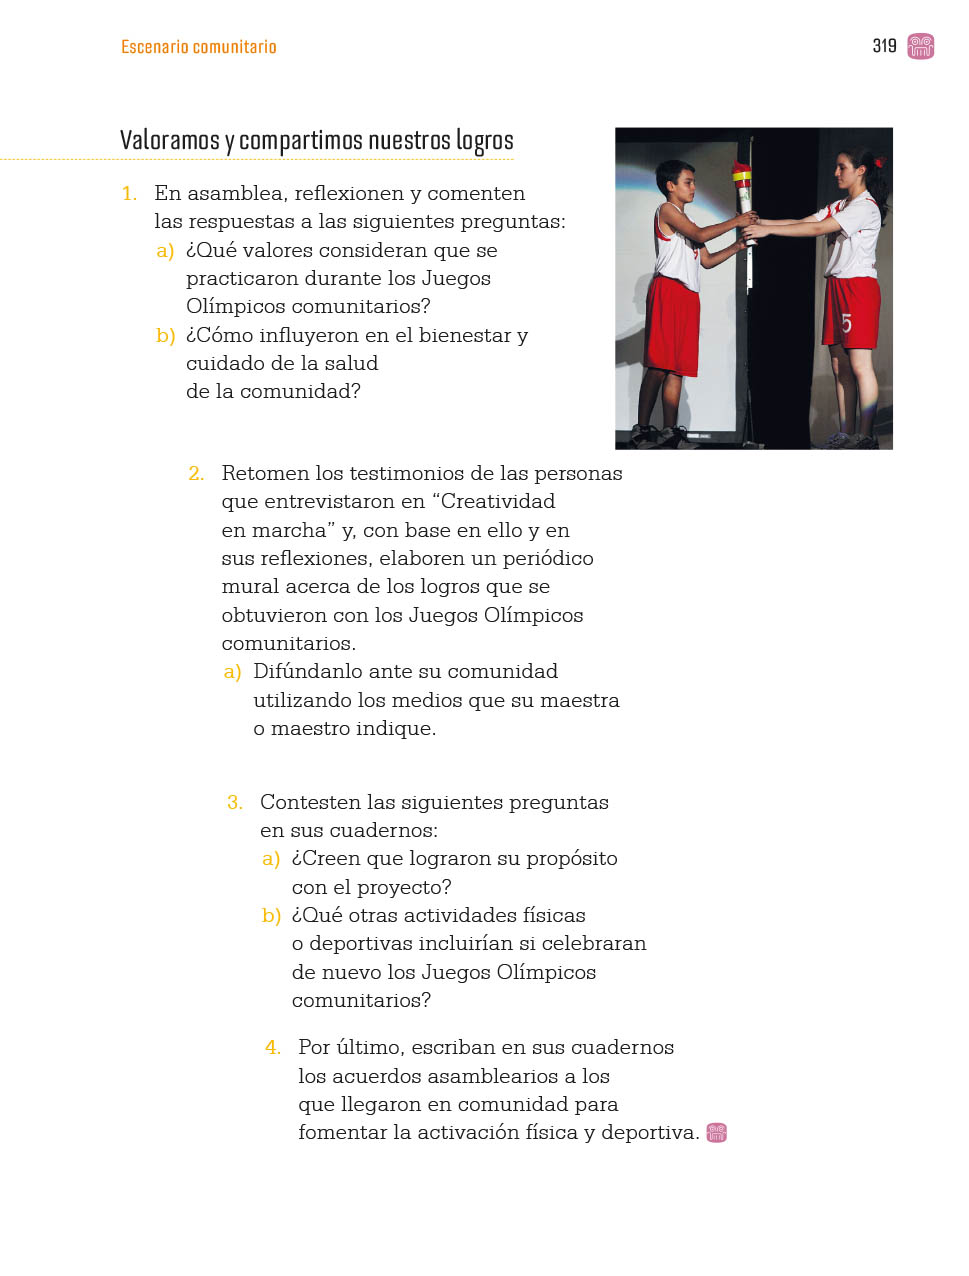 Escenario comunitario
319
Valoramos y compartimos nuestros logros
1. En asamblea, reflexionen y comenten
las respuestas a las siguientes preguntas:
a) ¿Qué valores consideran que se
practicaron durante los Juegos
Olímpicos comunitarios?
b) ¿Cómo influyeron en el bienestar y
cuidado de la salud
de la comunidad?
5
2. Retomen los testimonios de las personas
que entrevistaron en “Creatividad
en marcha” y, con base en ello y en
sus reflexiones, elaboren un periódico
mural acerca de los logros que se
obtuvieron con los Juegos Olímpicos
comunitarios.
a) Difúndanlo ante su comunidad
utilizando los medios que su maestra
o maestro indique.
3. Contesten las siguientes preguntas
en sus cuadernos:
a) ¿Creen que lograron su propósito
con el proyecto?
b) ¿Qué otras actividades físicas
o deportivas incluirían si celebraran
de nuevo los Juegos Olímpicos
comunitarios?
4. Por último, escriban en sus cuadernos
los acuerdos asamblearios a los
que llegaron en comunidad para
fomentar la activación física y deportiva.